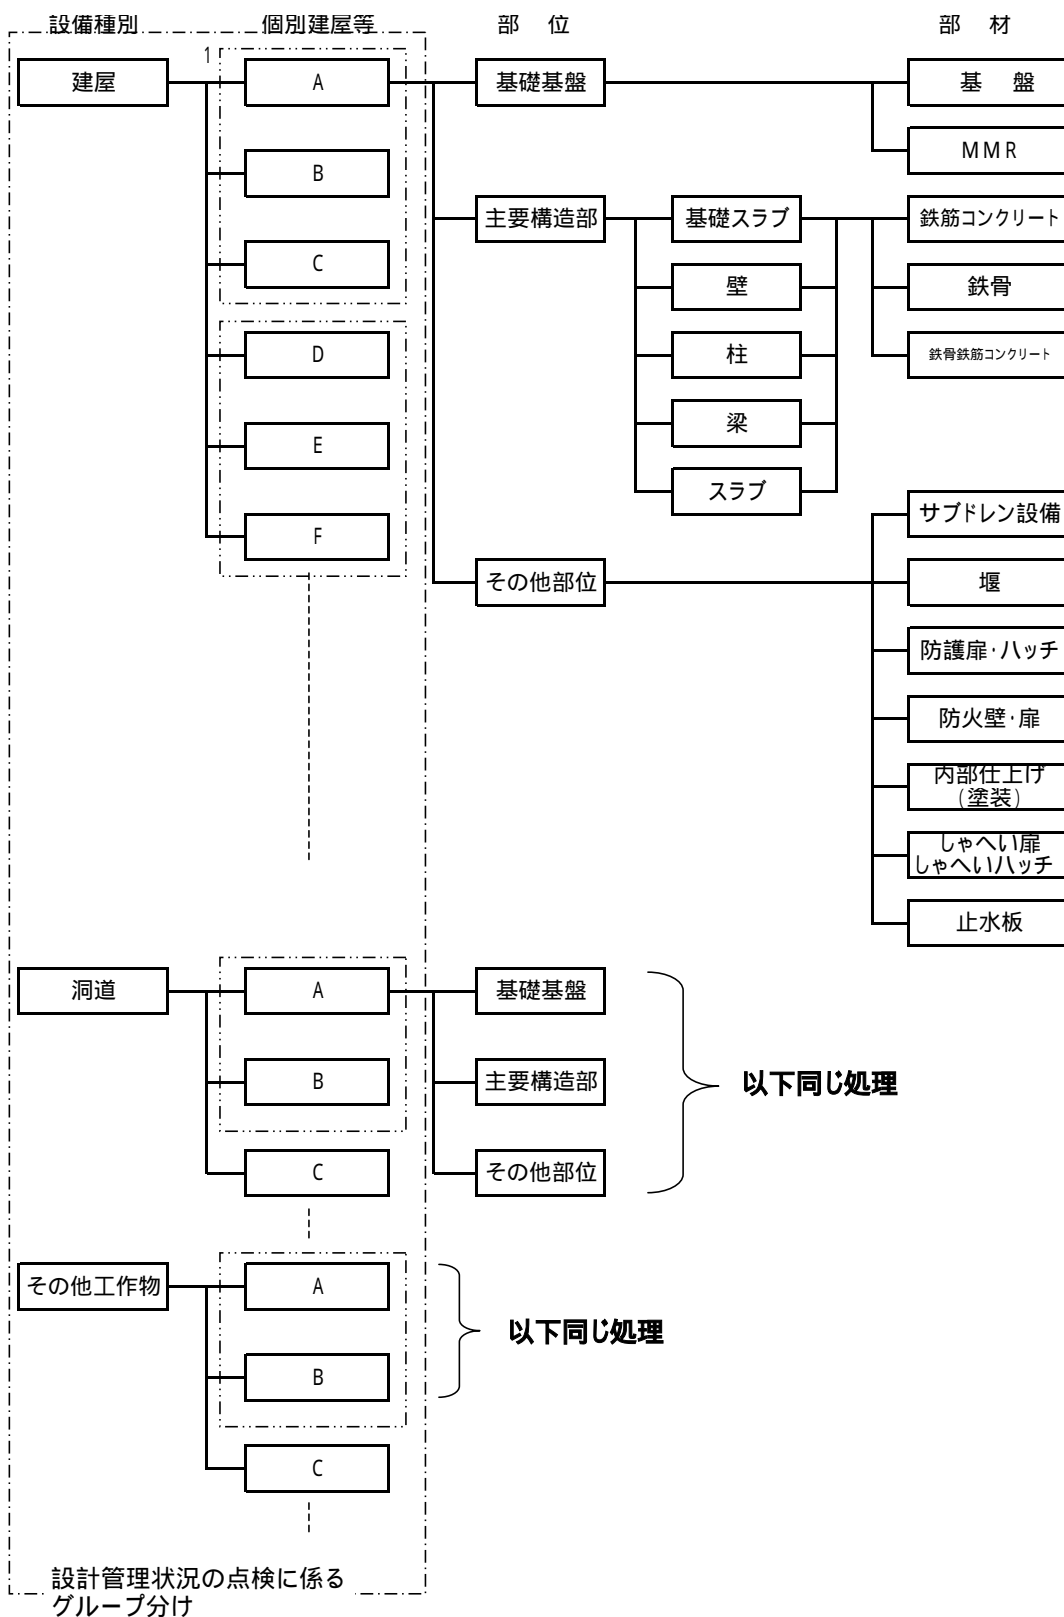 設備種別 個別建屋等 部 位 部 材
1
建屋 A 基礎基盤 基 盤
B MMR
主要構造部 基礎スラブ 鉄筋コンクリート
C 壁 鉄骨
D 柱 鉄骨鉄筋コンクリート
E 梁
スラブ
F サブドレン設備
その他部位 堰
防護扉・ハッチ
防火壁・扉
内部仕上げ
(塗装)
しゃへい扉
しゃへいハッチ
止水板
洞道 A 基礎基盤
B 主要構造部 以下同じ処理
C その他部位
その他工作物 A
以下同じ処理
B
C
設計管理状況の点検に係る
グループ分け